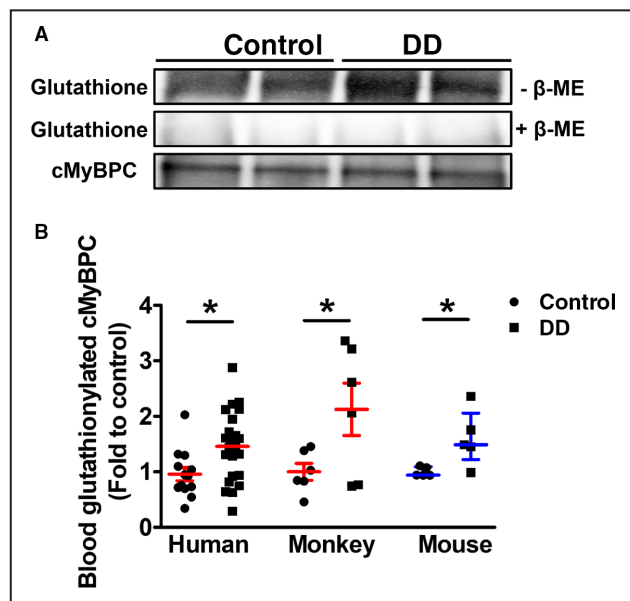 A
Control DD
Glutathione - β-ME
Glutathione + β-ME
cMyBPC
B
Blood glutathionylated cMyBPC
(Fold to control)
4
3
2
1
0
* * *
Control
DD
Human Monkey Mouse